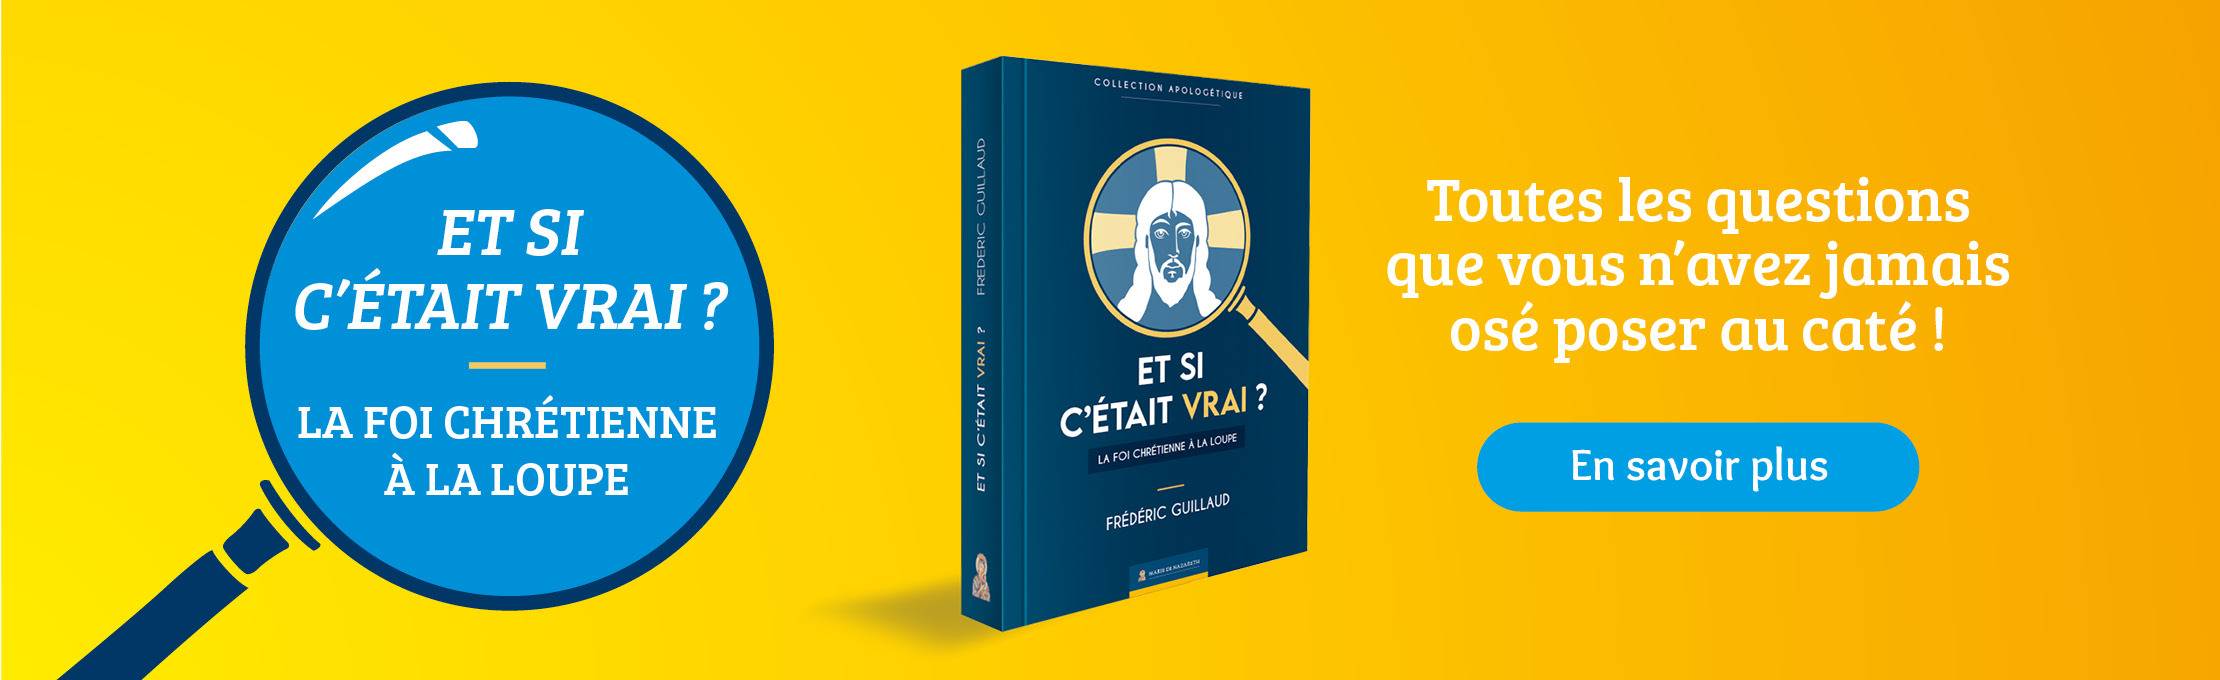 ET SI
C'ÉTAIT VRAI ?
LA FOI CHRÉTIENNE
À LA LOUPE
FREDERIC GUILLAUD
ET SI C'ÉTAIT VRAI ?
COLLECTION APOLOGÉTIQUE
ET SI
C'ÉTAIT VRAI ?
LA FOI CHRÉTIENNE À LA LOUPE
FRÉDÉRIC GUILLAUD
MARIE DE NAZARETH
Toutes les questions
que vous n'avez jamais
osé poser au caté !
En savoir plus